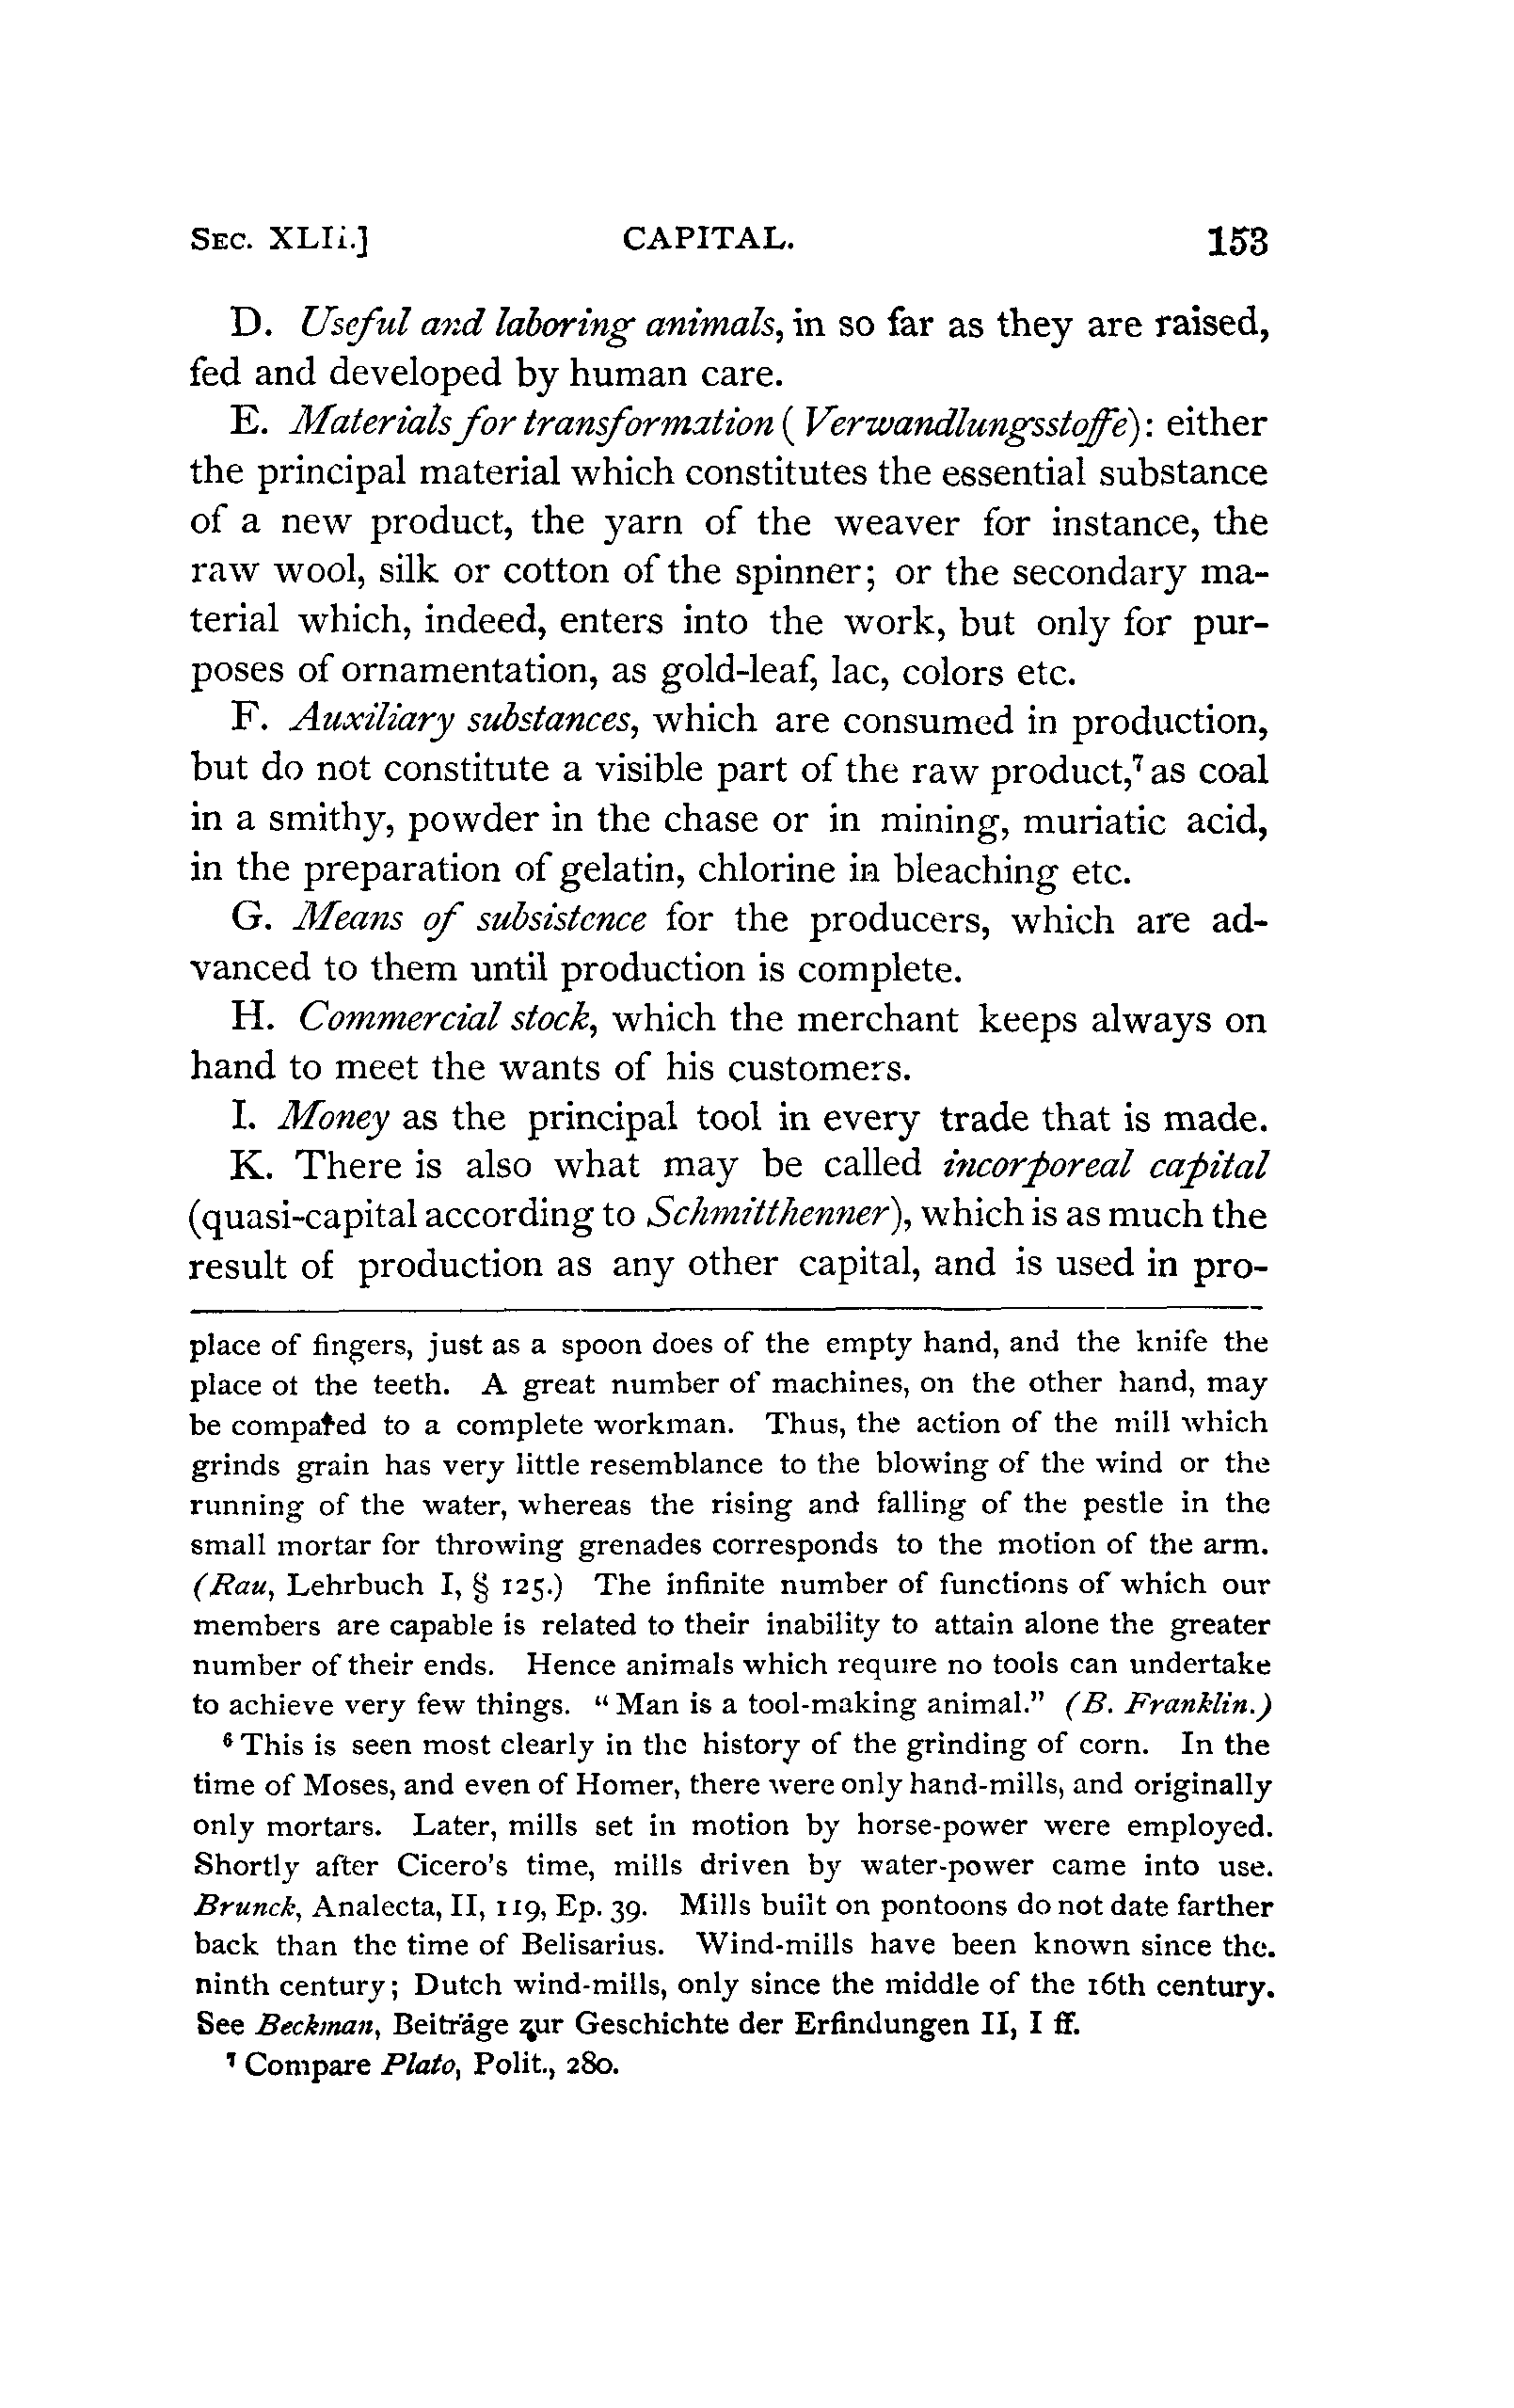 SEC. XLII.] CAPITAL. 153
D. Useful and laboring animals, in so far as they are raised,
fed and developed by human care.
E. Materials for transformation (Verwandlungsstoffe): either
the principal material which constitutes the essential substance
of a new product, the yarn of the weaver for instance, the
raw wool, silk or cotton of the spinner; or the secondary ma-
terial which, indeed, enters into the work, but only for pur-
poses of ornamentation, as gold-leaf, lac, colors etc.
F. Auxiliary substances, which are consumed in production,
but do not constitute a visible part of the raw product,⁷ as coal
in a smithy, powder in the chase or in mining, muriatic acid,
in the preparation of gelatin, chlorine in bleaching etc.
G. Means of subsistence for the producers, which are ad-
vanced to them until production is complete.
H. Commercial stock, which the merchant keeps always on
hand to meet the wants of his customers.
I. Money as the principal tool in every trade that is made.
K. There is also what may be called incorporeal capital
(quasi-capital according to Schmitthenner), which is as much the
result of production as any other capital, and is used in pro-
place of fingers, just as a spoon does of the empty hand, and the knife the
place of the teeth. A great number of machines, on the other hand, may
be compared to a complete workman. Thus, the action of the mill which
grinds grain has very little resemblance to the blowing of the wind or the
running of the water, whereas the rising and falling of the pestle in the
small mortar for throwing grenades corresponds to the motion of the arm.
(Rau, Lehrbuch I, § 125.) The infinite number of functions of which our
members are capable is related to their inability to attain alone the greater
number of their ends. Hence animals which require no tools can undertake
to achieve very few things. "Man is a tool-making animal." (B. Franklin.)
⁶ This is seen most clearly in the history of the grinding of corn. In the
time of Moses, and even of Homer, there were only hand-mills, and originally
only mortars. Later, mills set in motion by horse-power were employed.
Shortly after Cicero's time, mills driven by water-power came into use.
Brunck, Analecta, II, 119, Ep. 39. Mills built on pontoons do not date farther
back than the time of Belisarius. Wind-mills have been known since the.
ninth century; Dutch wind-mills, only since the middle of the 16th century.
See Beckman, Beiträge zur Geschichte der Erfindungen II, I ff.
⁷ Compare Plato, Polit., 280.